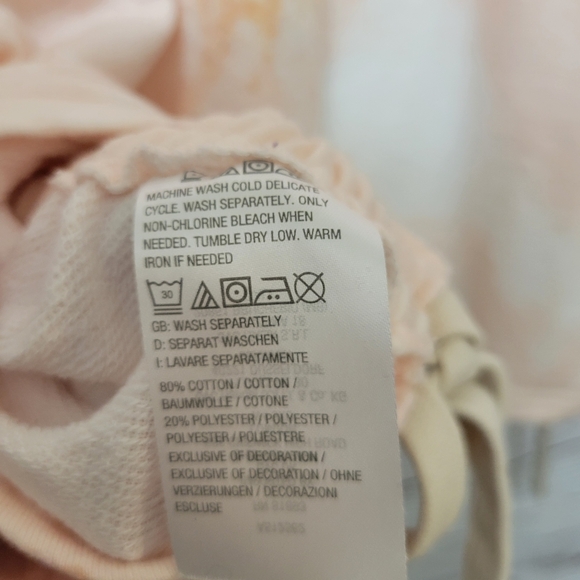 MACHINE WASH COLD DELICATE
CYCLE. WASH SEPARATELY. ONLY
NON-CHLORINE BLEACH WHEN
NEEDED. TUMBLE DRY LOW. WARM
IRON IF NEEDED
30
GB: WASH SEPARATELY
D: SEPARAT WASCHEN
I: LAVARE SEPARATAMENTE
80% COTTON / COTTON /
BAUMWOLLE / COTONE
20% POLYESTER / POLYESTER /
POLYESTER / POLIESTERE
EXCLUSIVE OF DECORATION /
EXCLUSIVE OF DECORATION / OHNE
VERZIERUNGEN / DECORAZIONI
ESCLUSE